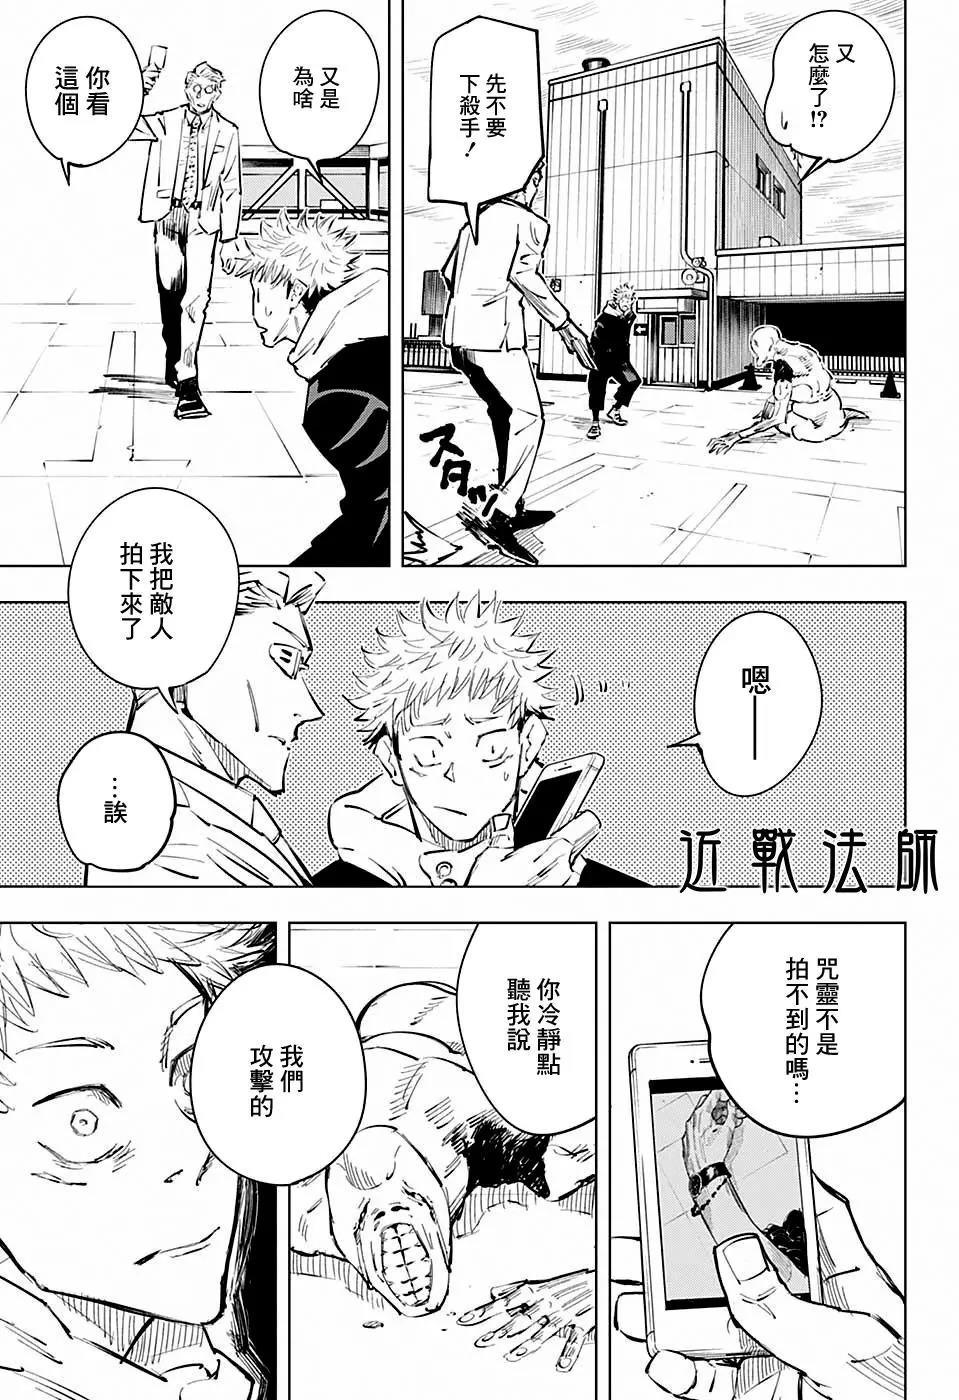 又
怎麼了!?
先不要
下殺手!
スタッ
又是
為啥
你看
這個
嗯──
我把敵人
拍下來了
…誒
近戰法師
咒靈不是
拍不到的嗎…
你冷靜點
聽我說
我們
攻擊的